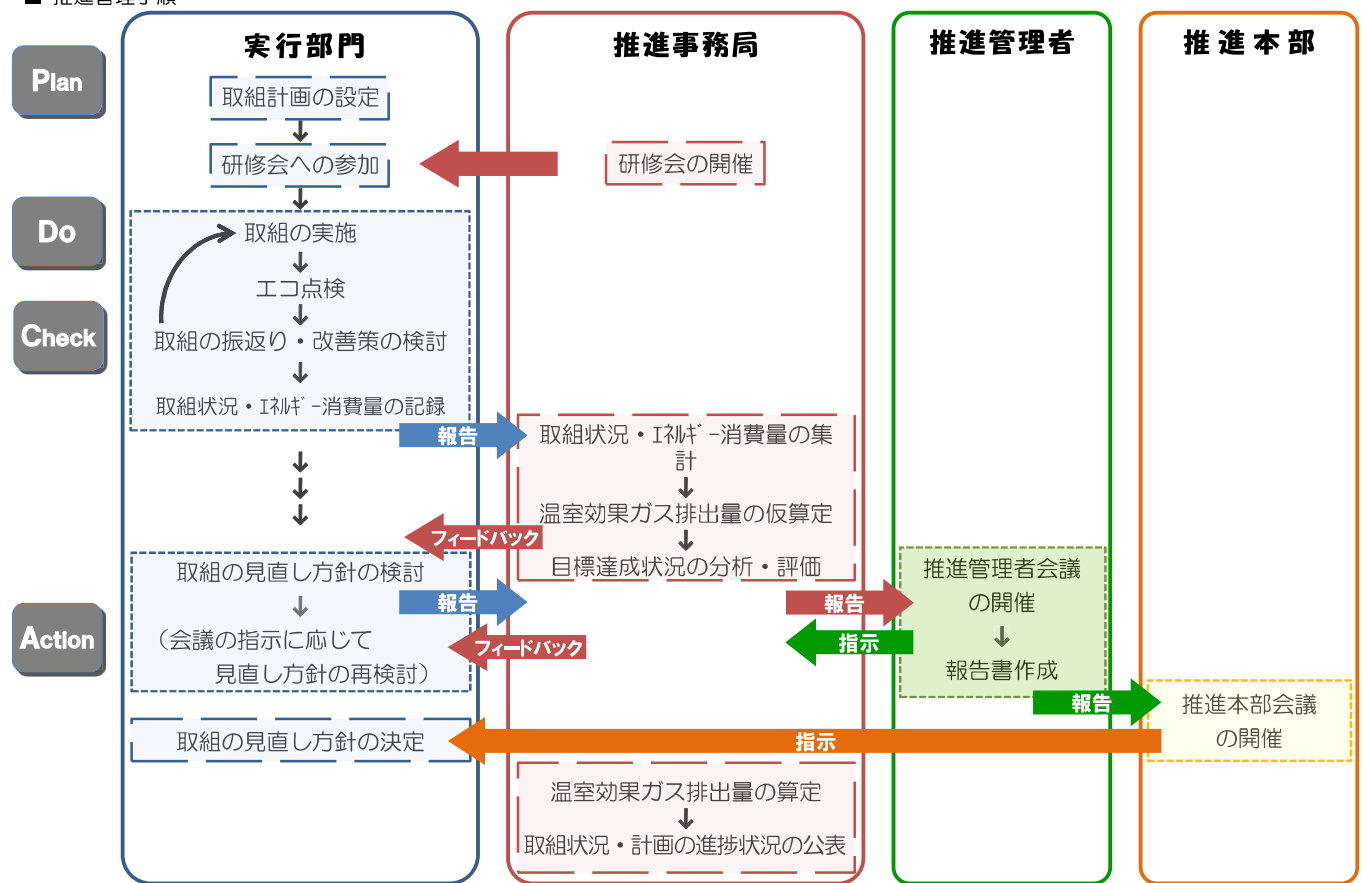 ■ 推進管理手順
実行部門
推進事務局
推進管理者
推進本部
Plan
取組計画の設定
研修会への参加
研修会の開催
Do
取組の実施
エコ点検
Check
取組の振返り・改善策の検討
取組状況・ｴﾈﾙｷﾞｰ消費量の記録
報告
取組状況・ｴﾈﾙｷﾞｰ消費量の集
計
温室効果ガス排出量の仮算定
フィードバック
目標達成状況の分析・評価
取組の見直し方針の検討
報告
報告
推進管理者会議
の開催
Action
（会議の指示に応じて
見直し方針の再検討）
フィードバック
指示
報告書作成
報告
推進本部会議
の開催
取組の見直し方針の決定
指示
温室効果ガス排出量の算定
取組状況・計画の進捗状況の公表